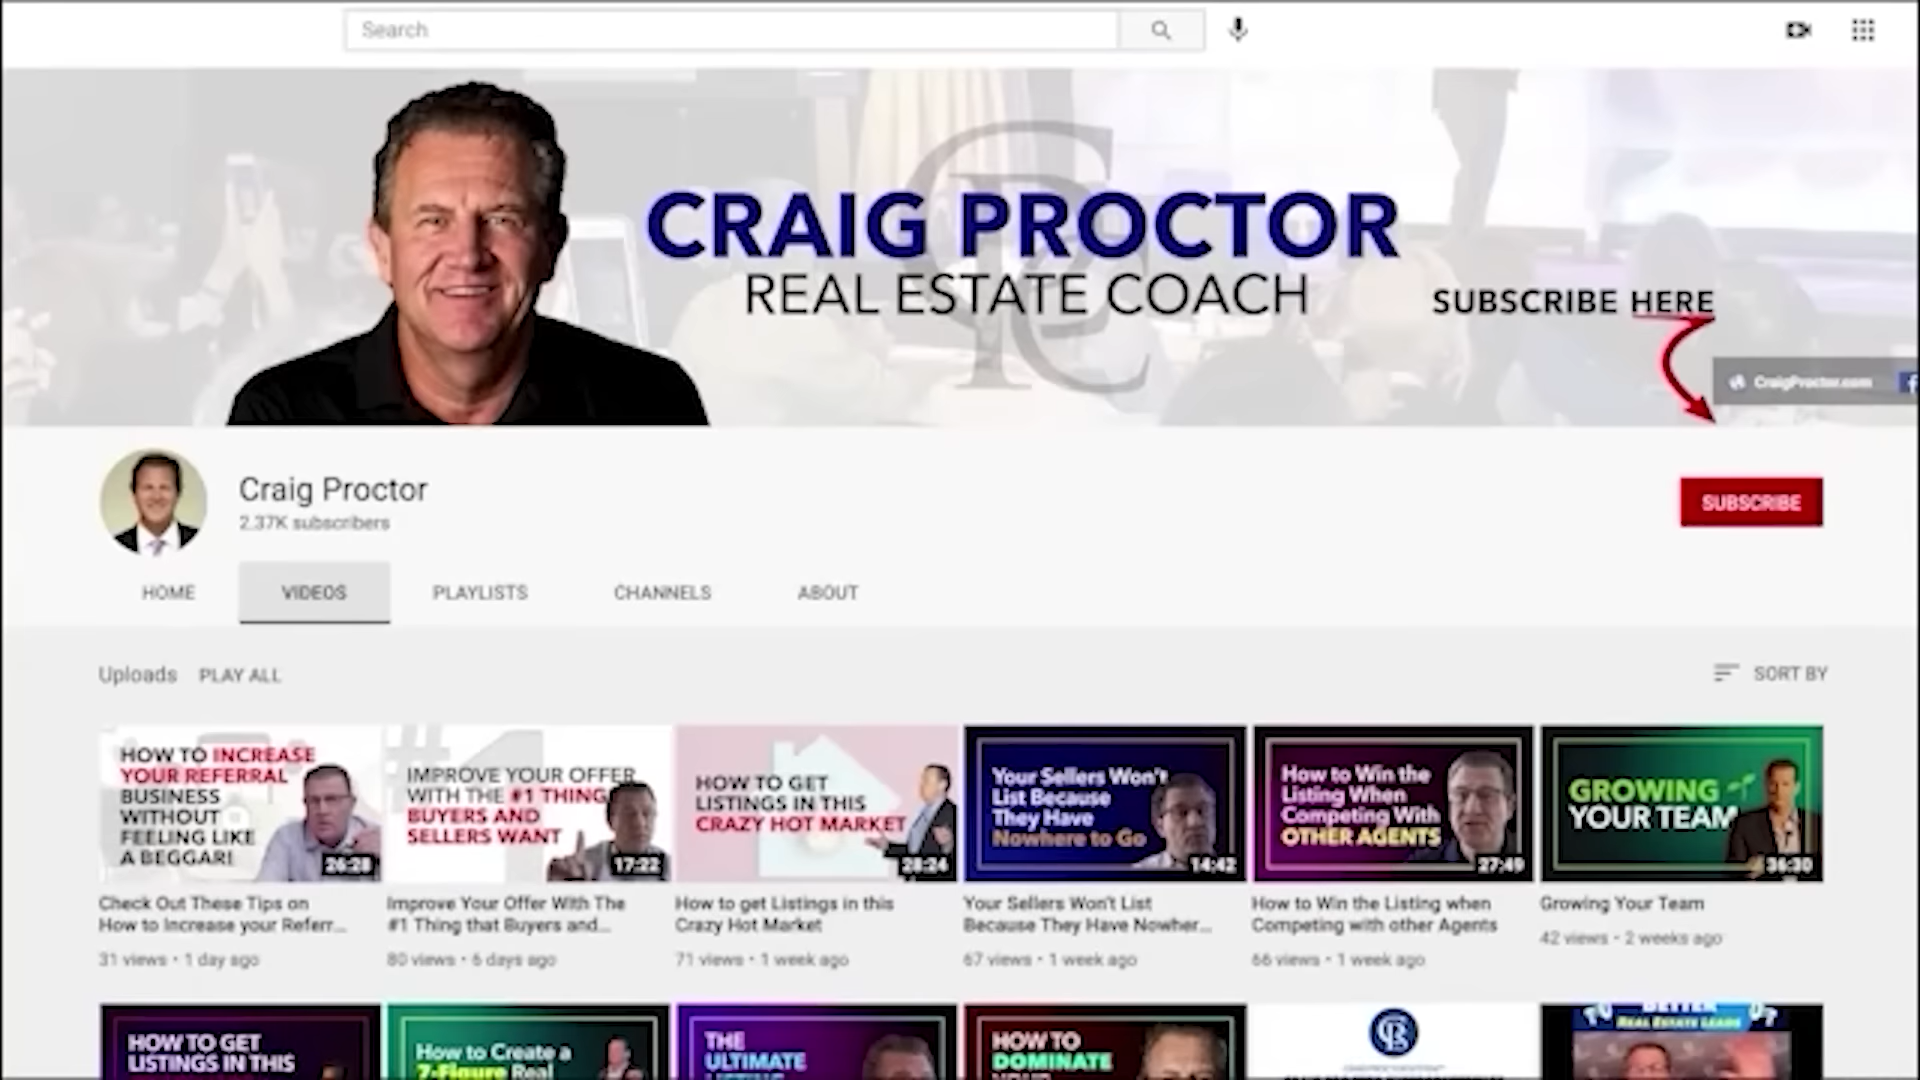 Search
CRAIG PROCTOR
REAL ESTATE COACH
SUBSCRIBE HERE
CraigProctor.com
Craig Proctor
2.37K subscribers
SUBSCRIBE
HOME
VIDEOS
PLAYLISTS
CHANNELS
ABOUT
Uploads
PLAY ALL
SORT BY
HOW TO INCREASE
YOUR REFERRAL
BUSINESS
WITHOUT
FEELING LIKE
A BEGGAR!
26:28
Check Out These Tips on
How to Increase your Referr...
31 views • 1 day ago
IMPROVE YOUR OFFER
WITH THE #1 THING
BUYERS AND
SELLERS WANT
17:22
Improve Your Offer With The
#1 Thing that Buyers and...
80 views • 6 days ago
HOW TO GET
LISTINGS IN THIS
CRAZY HOT MARKET
28:24
How to get Listings in this
Crazy Hot Market
71 views • 1 week ago
Your Sellers Won't
List Because
They Have
Nowhere to Go
14:42
Your Sellers Won't List
Because They Have Nowher...
67 views • 1 week ago
How to Win the
Listing When
Competing With
OTHER AGENTS
27:49
How to Win the Listing when
Competing with other Agents
66 views • 1 week ago
GROWING
YOUR TEAM
36:30
Growing Your Team
42 views • 2 weeks ago
HOW TO GET
LISTINGS IN THIS
How to Create a
7-Figure Real
THE
ULTIMATE
LISTING
HOW TO
DOMINATE
YOUR
BETTER
REAL ESTATE LEADS